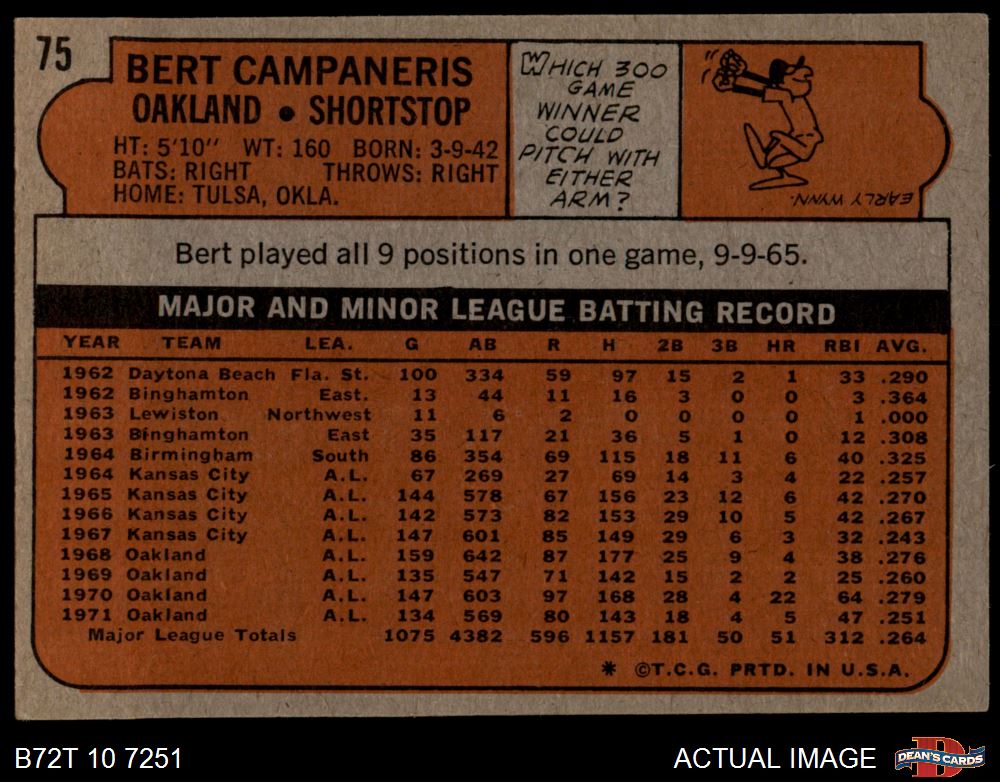 75
BERT CAMPANERIS
OAKLAND • SHORTSTOP
HT: 5'10" WT: 160 BORN: 3-9-42
BATS: RIGHT THROWS: RIGHT
HOME: TULSA, OKLA.
WHICH 300
GAME
WINNER
COULD
PITCH WITH
EITHER
ARM?
EARLY WYNN.
Bert played all 9 positions in one game, 9-9-65.
MAJOR AND MINOR LEAGUE BATTING RECORD
YEAR TEAM LEA. G AB R H 2B 3B HR RBI AVG.
1962 Daytona Beach Fla. St. 100 334 59 97 15 2 1 33 .290
1962 Binghamton East. 13 44 11 16 3 0 0 3 .364
1963 Lewiston Northwest 11 6 2 0 0 0 0 1 .000
1963 Binghamton East 35 117 21 36 5 1 0 12 .308
1964 Birmingham South 86 354 69 115 18 11 6 40 .325
1964 Kansas City A.L. 67 269 27 69 14 3 4 22 .257
1965 Kansas City A.L. 144 578 67 156 23 12 6 42 .270
1966 Kansas City A.L. 142 573 82 153 29 10 5 42 .267
1967 Kansas City A.L. 147 601 85 149 29 6 3 32 .243
1968 Oakland A.L. 159 642 87 177 25 9 4 38 .276
1969 Oakland A.L. 135 547 71 142 15 2 2 25 .260
1970 Oakland A.L. 147 603 97 168 28 4 22 64 .279
1971 Oakland A.L. 134 569 80 143 18 4 5 47 .251
Major League Totals 1075 4382 596 1157 181 50 51 312 .264
* ©T.C.G. PRTD. IN U.S.A.
B72T 10 7251
ACTUAL IMAGE
D
DEAN'S CARDS